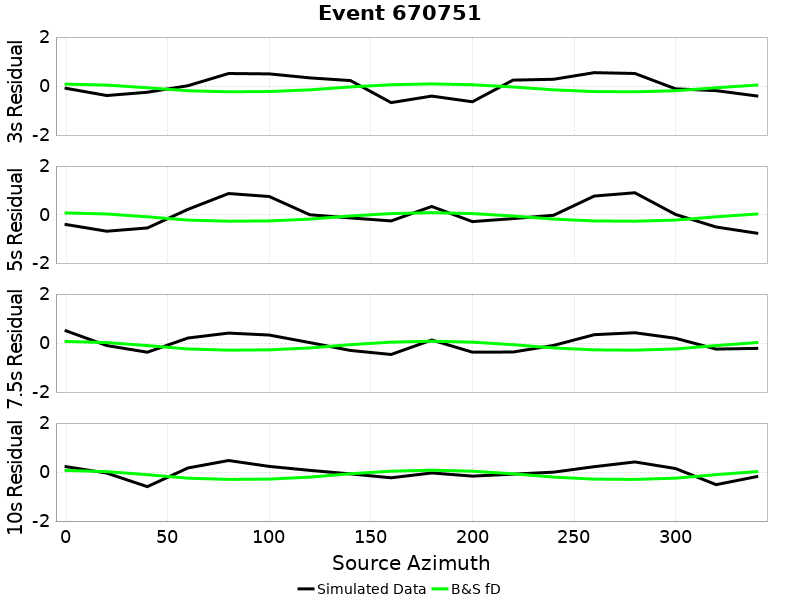 Event 670751
3s Residual
2
0
-2
5s Residual
2
0
-2
7.5s Residual
2
0
-2
10s Residual
2
0
-2
0 50 100 150 200 250 300
Source Azimuth
Simulated Data B&S fD